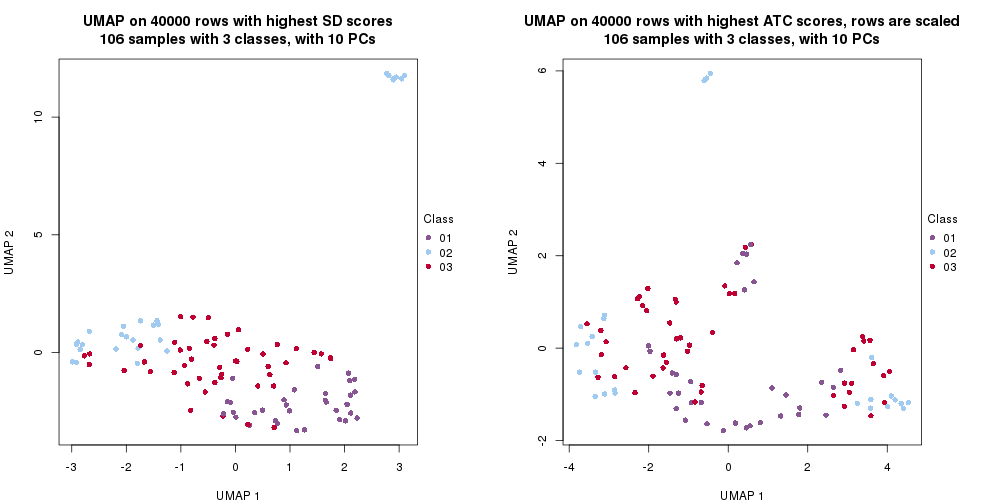 UMAP on 40000 rows with highest SD scores
106 samples with 3 classes, with 10 PCs
UMAP 2
10
5
0
-3
-2
-1
0
1
2
3
UMAP 1
Class
01
02
03
UMAP on 40000 rows with highest ATC scores, rows are scaled
106 samples with 3 classes, with 10 PCs
UMAP 2
6
4
2
0
-2
-4
-2
0
2
4
UMAP 1
Class
01
02
03